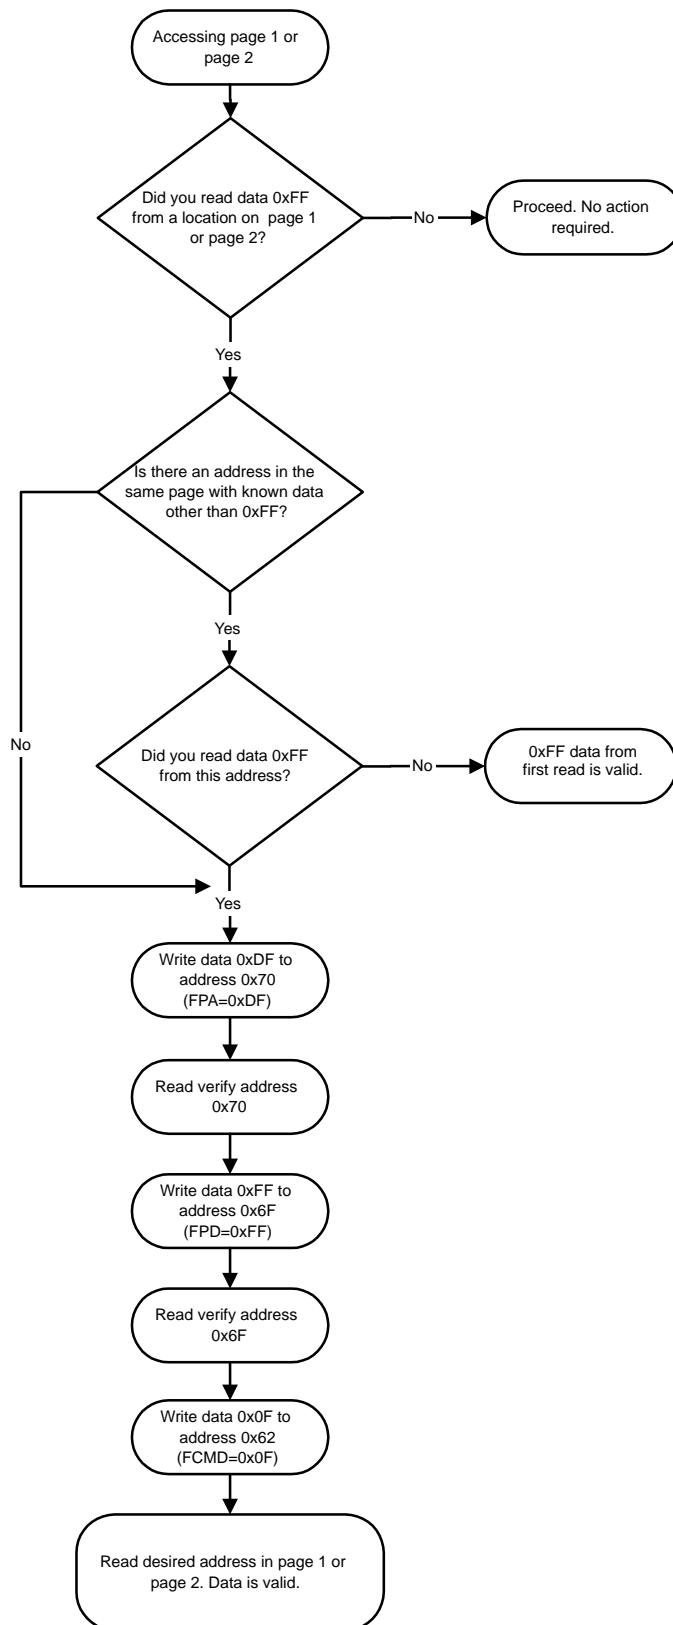 Accessing page 1 or
page 2
Did you read data 0xFF
from a location on page 1
or page 2?
No
Proceed. No action
required.
Yes
Is there an address in the
same page with known data
other than 0xFF?
Yes
No
Did you read data 0xFF
from this address?
No
0xFF data from
first read is valid.
Yes
Write data 0xDF to
address 0x70
(FPA=0xDF)
Read verify address
0x70
Write data 0xFF to
address 0x6F
(FPD=0xFF)
Read verify address
0x6F
Write data 0x0F to
address 0x62
(FCMD=0x0F)
Read desired address in page 1 or
page 2. Data is valid.